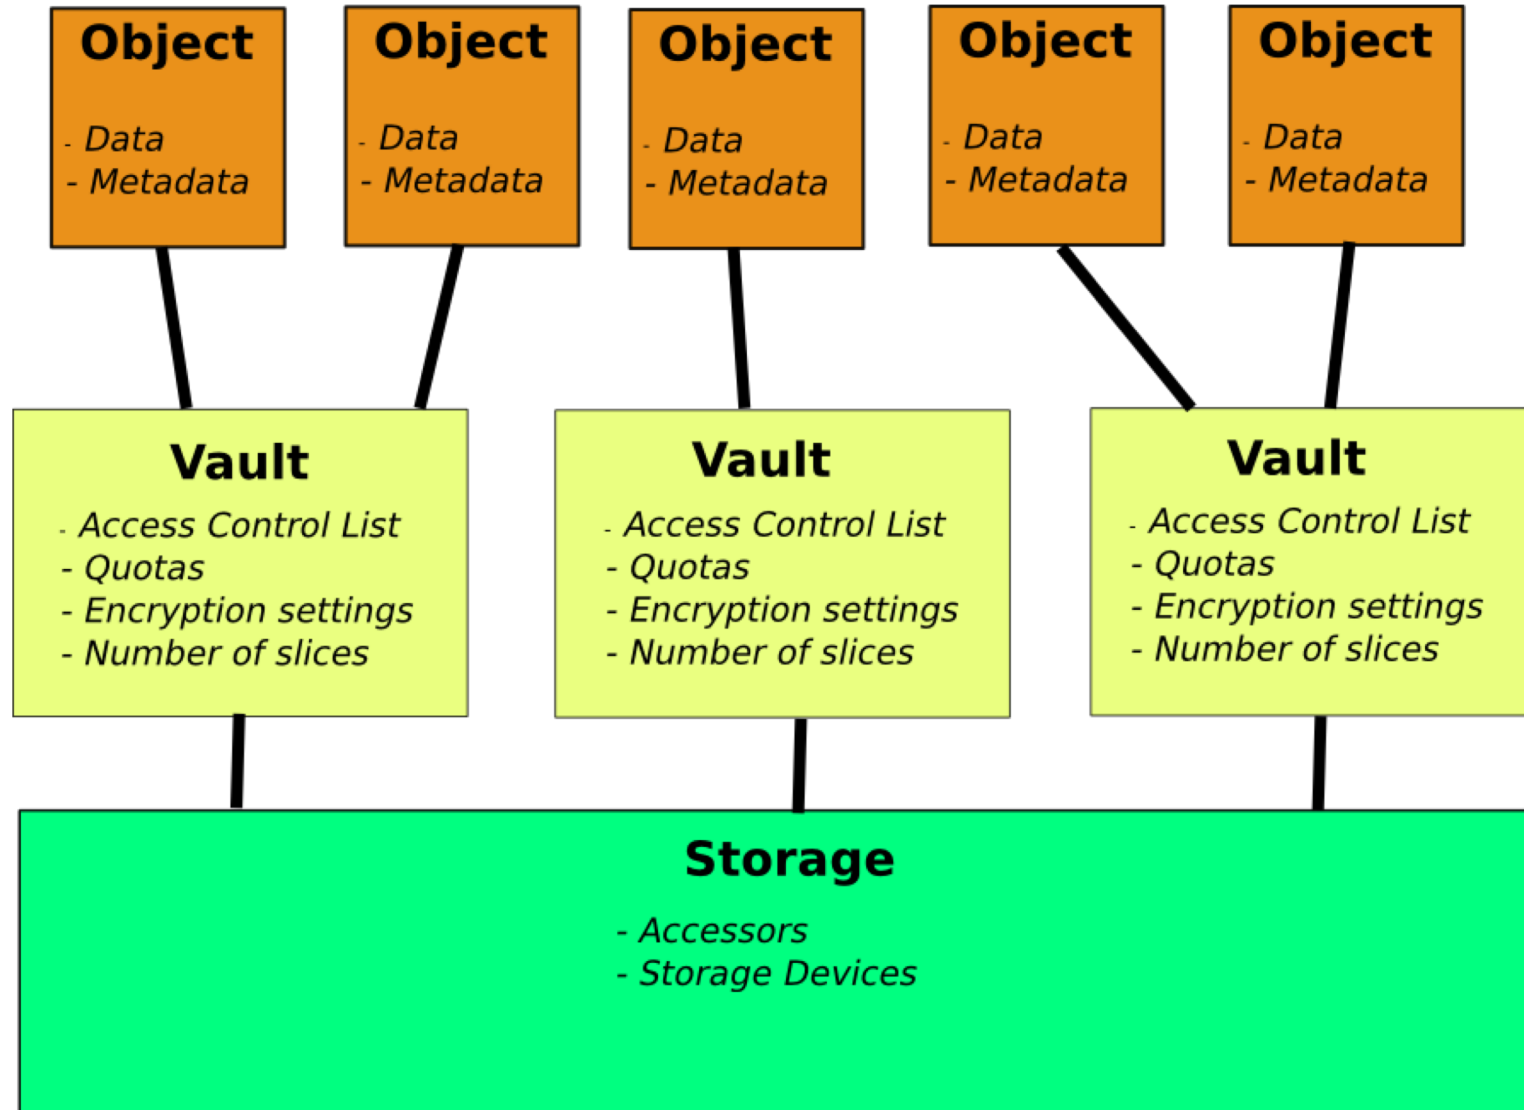 Object
- Data
- Metadata
Object
- Data
- Metadata
Object
- Data
- Metadata
Object
- Data
- Metadata
Object
- Data
- Metadata
Vault
- Access Control List
- Quotas
- Encryption settings
- Number of slices
Vault
- Access Control List
- Quotas
- Encryption settings
- Number of slices
Vault
- Access Control List
- Quotas
- Encryption settings
- Number of slices
Storage
- Accessors
- Storage Devices